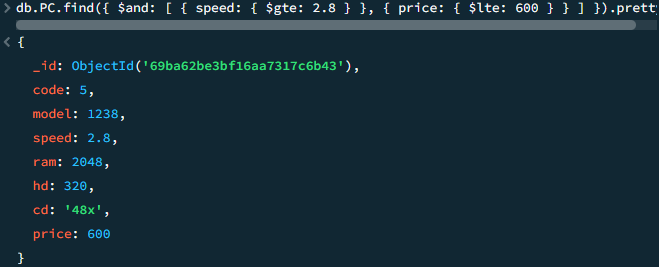 > db.PC.find({ $and: [ { speed: { $gte: 2.8 } }, { price: { $lte: 600 } } ] }).pretty
< {
_id: ObjectId('69ba62be3bf16aa7317c6b43'),
code: 5,
model: 1238,
speed: 2.8,
ram: 2048,
hd: 320,
cd: '48x',
price: 600
}